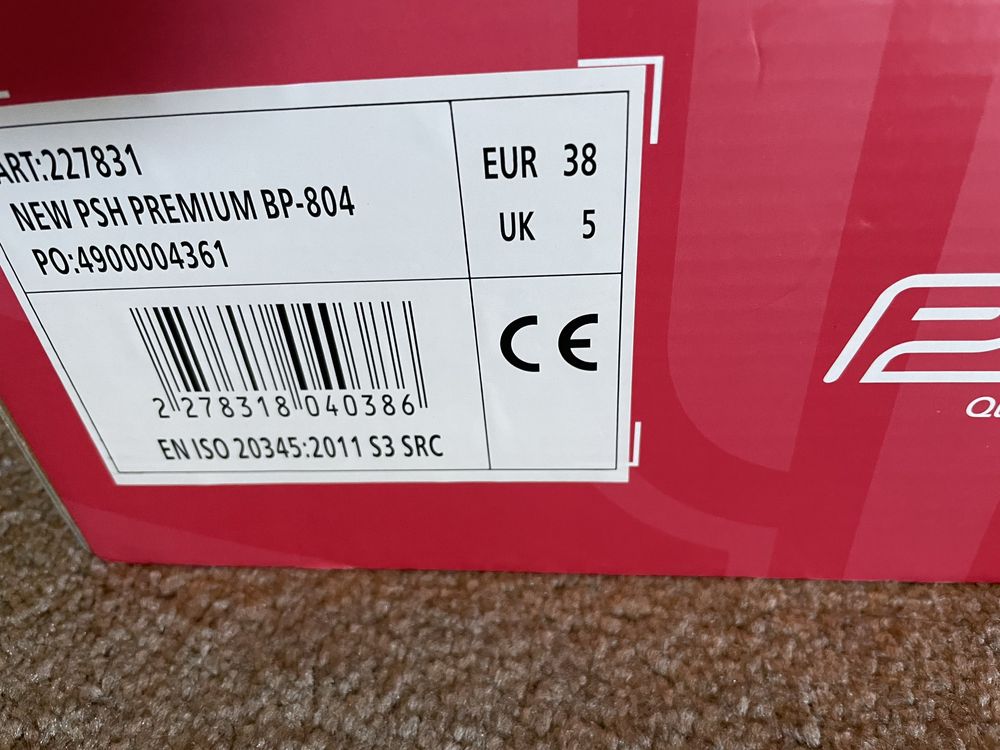 ART:227831
NEW PSH PREMIUM BP-804
PO:4900004361
EUR 38
UK 5
2 278318 040386
CE
EN ISO 20345:2011 S3 SRC